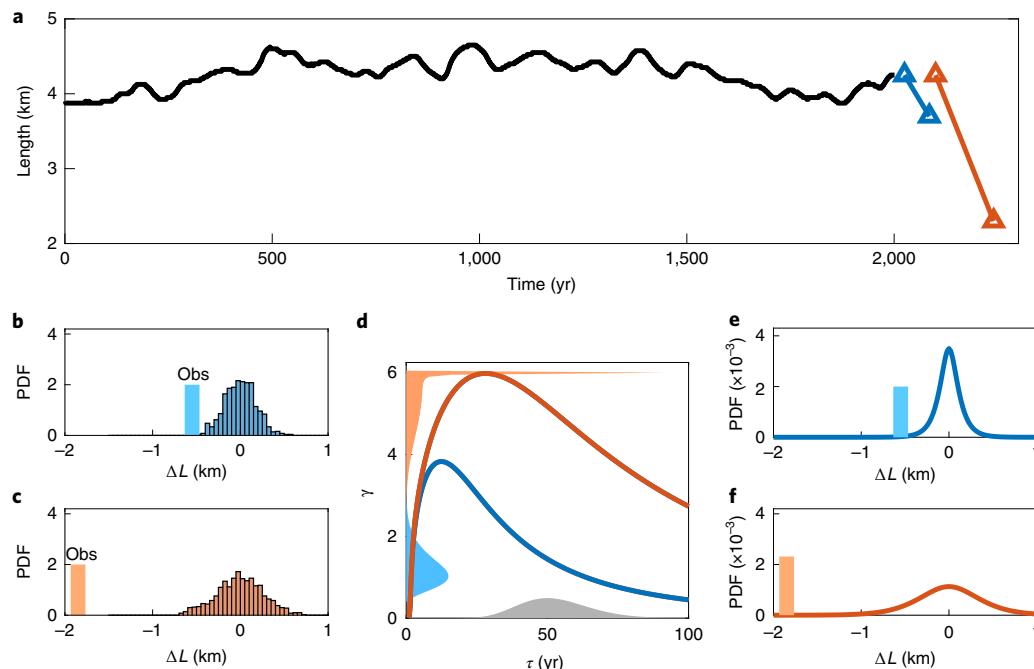 a
5
4
3
2
Length (km)
0
500
1,000
1,500
2,000
Time (yr)
b
4
2
0
PDF
Obs
−2
−1
0
1
ΔL (km)
c
4
2
0
PDF
Obs
−2
−1
0
1
ΔL (km)
d
6
4
2
0
γ
0
50
100
τ (yr)
e
4
2
0
PDF (×10⁻³)
−2
−1
0
1
ΔL (km)
f
4
2
0
PDF (×10⁻³)
−2
−1
0
1
ΔL (km)